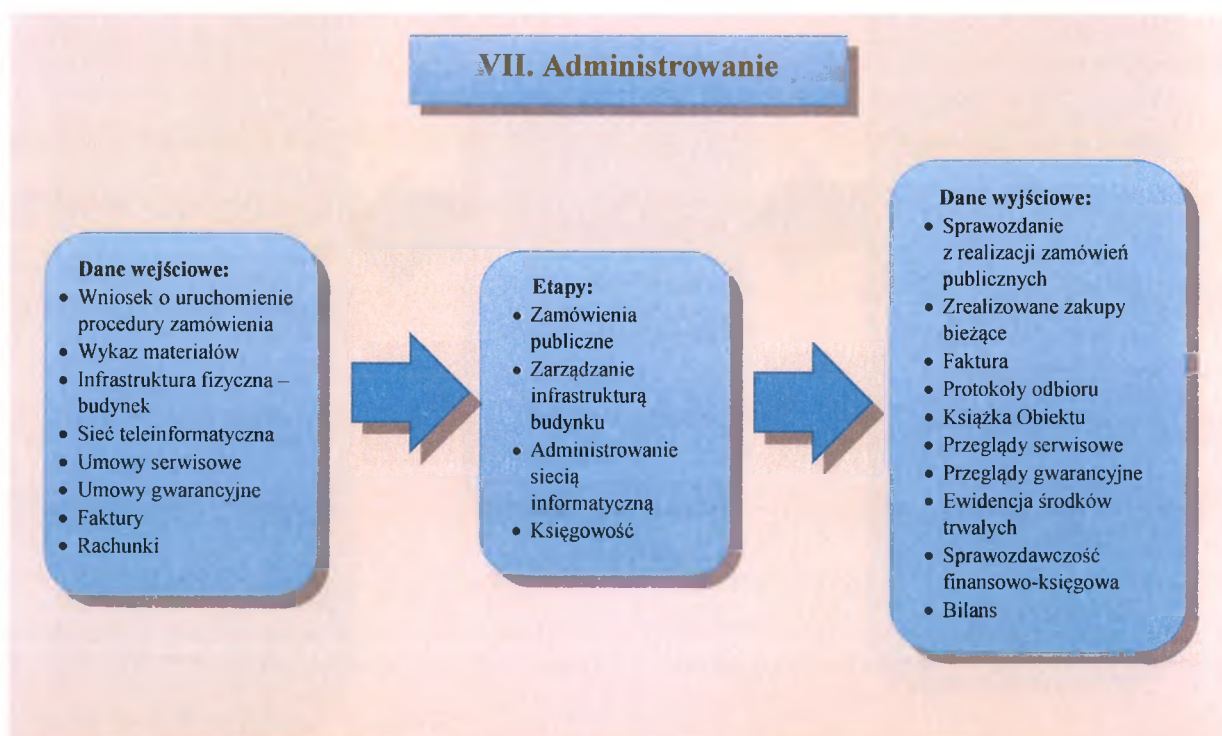 VII. Administrowanie
Dane wejściowe:
• Wniosek o uruchomienie
procedury zamówienia
• Wykaz materiałów
• Infrastruktura fizyczna –
budynek
• Sieć teleinformatyczna
• Umowy serwisowe
• Umowy gwarancyjne
• Faktury
• Rachunki
Etapy:
• Zamówienia
publiczne
• Zarządzanie
infrastrukturą
budynku
• Administrowanie
siecią
informatyczną
• Księgowość
Dane wyjściowe:
• Sprawozdanie
z realizacji zamówień
publicznych
• Zrealizowane zakupy
bieżące
• Faktura
• Protokoły odbioru
• Książka Obiektu
• Przeglądy serwisowe
• Przeglądy gwarancyjne
• Ewidencja środków
trwałych
• Sprawozdawczość
finansowo-księgowa
• Bilans